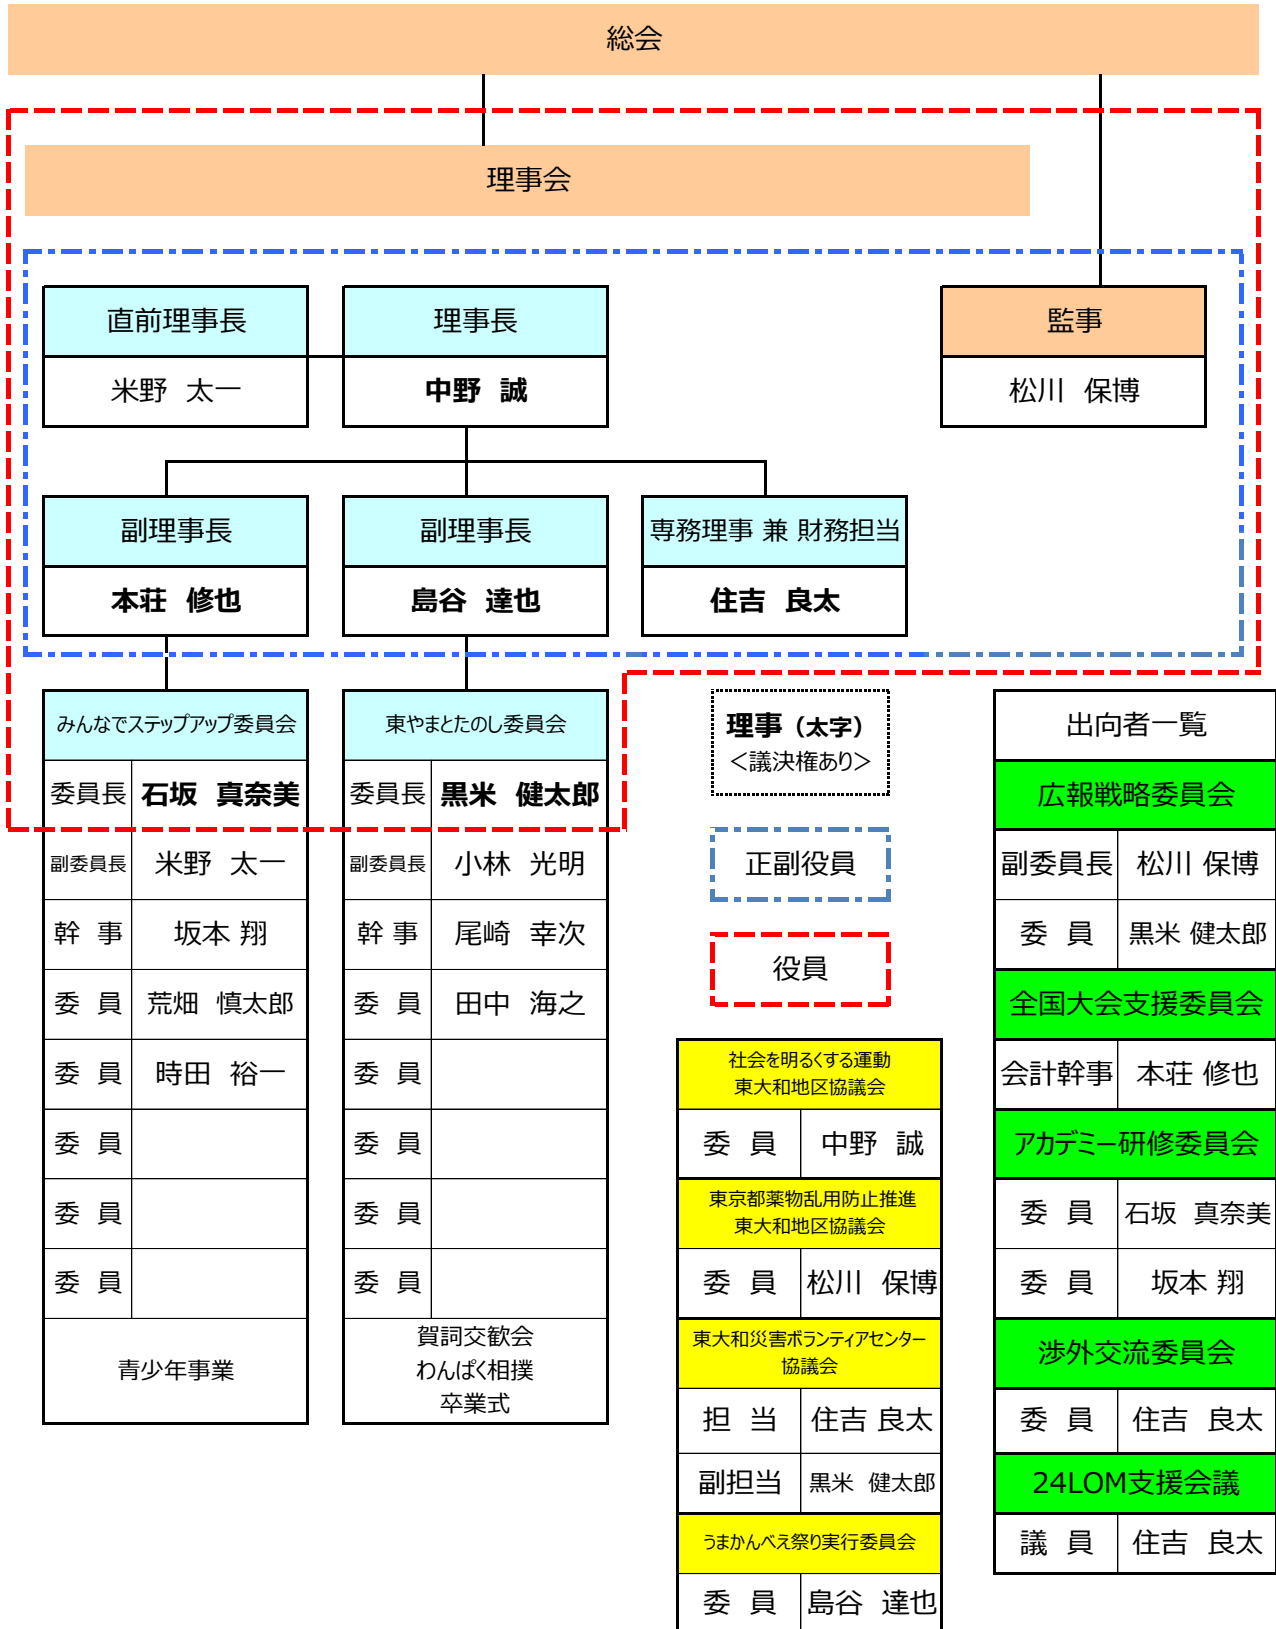 総会
理事会
直前理事長
米野 太一
理事長
中野 誠
監事
松川 保博
副理事長
本荘 修也
副理事長
島谷 達也
専務理事 兼 財務担当
住吉 良太
みんなでステップアップ委員会
委員長 石坂 真奈美
副委員長 米野 太一
幹 事 坂本 翔
委 員 荒畑 慎太郎
委 員 時田 裕一
委 員
委 員
委 員
青少年事業
東やまとたのし委員会
委員長 黒米 健太郎
副委員長 小林 光明
幹 事 尾崎 幸次
委 員 田中 海之
委 員
委 員
委 員
委 員
賀詞交歓会
わんぱく相撲
卒業式
理事（太字）
＜議決権あり＞
正副役員
役員
社会を明るくする運動
東大和地区協議会
委 員 中野 誠
東京都薬物乱用防止推進
東大和地区協議会
委 員 松川 保博
東大和災害ボランティアセンター
協議会
担 当 住吉 良太
副担当 黒米 健太郎
うまかんべえ祭り実行委員会
委 員 島谷 達也
出向者一覧
広報戦略委員会
副委員長 松川 保博
委 員 黒米 健太郎
全国大会支援委員会
会計幹事 本荘 修也
アカデミー研修委員会
委 員 石坂 真奈美
委 員 坂本 翔
渉外交流委員会
委 員 住吉 良太
24LOM支援会議
議 員 住吉 良太